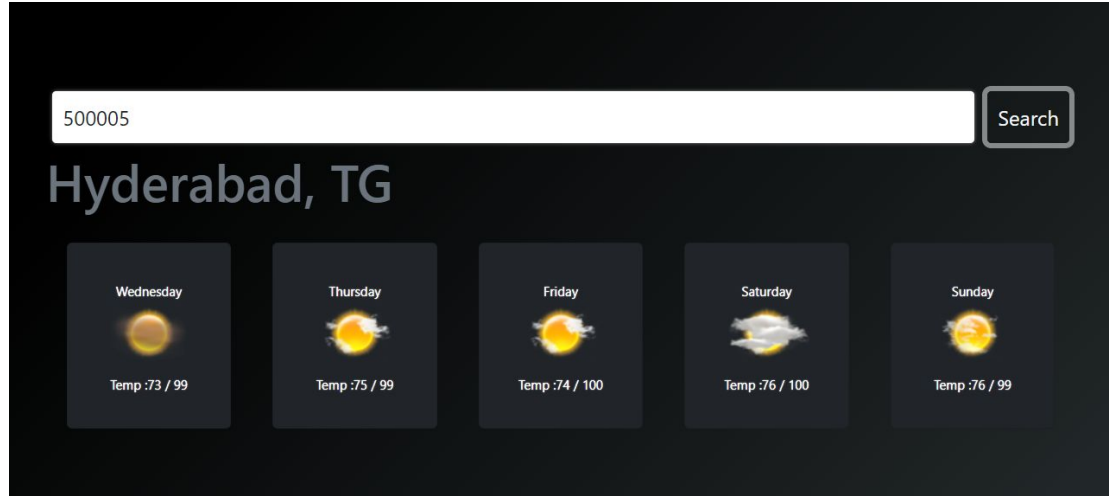 500005
Search
Hyderabad, TG
Wednesday
Temp :73 / 99
Thursday
Temp :75 / 99
Friday
Temp :74 / 100
Saturday
Temp :76 / 100
Sunday
Temp :76 / 99